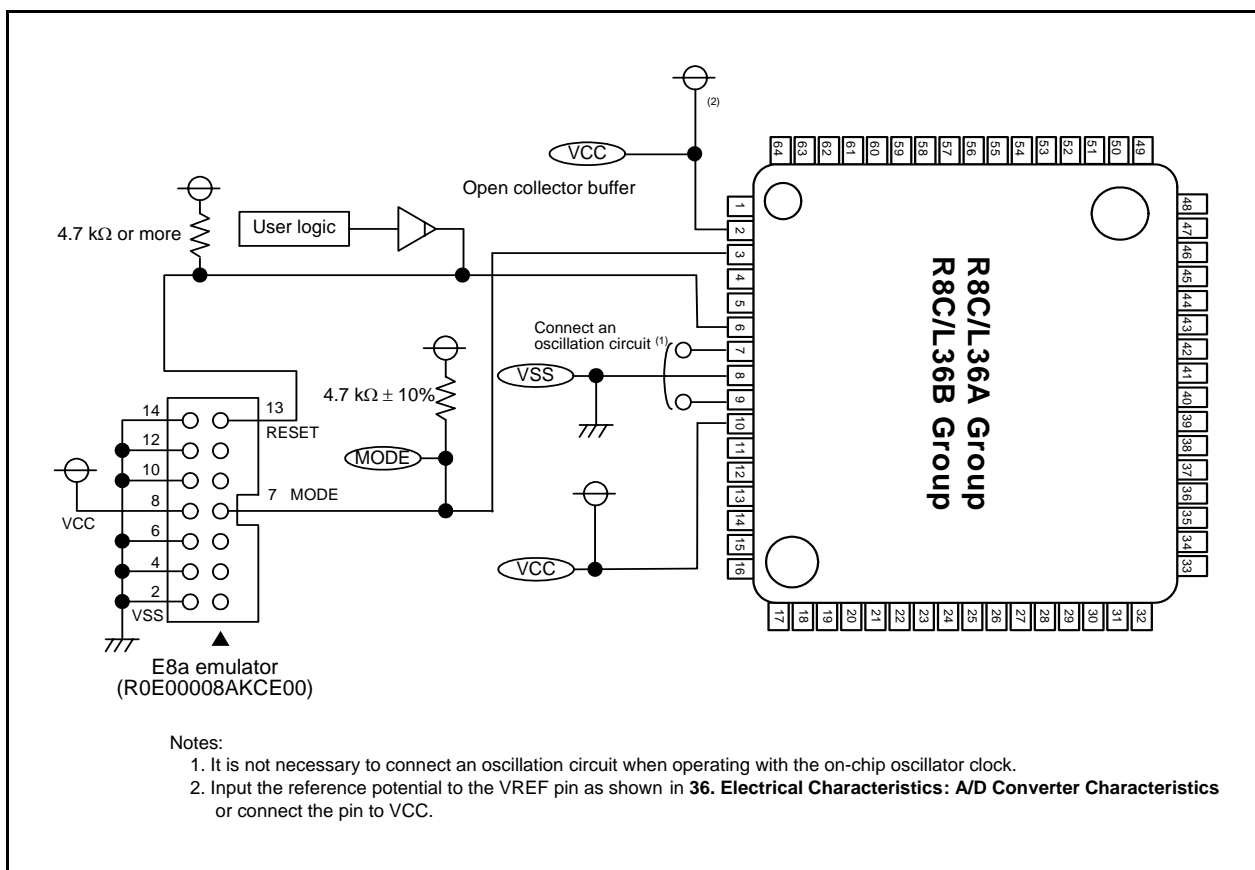 (2)
VCC
Open collector buffer
4.7 kΩ or more
User logic
Connect an
oscillation circuit (1)
VSS
4.7 kΩ ± 10%
MODE
VCC
14
13
RESET
12
10
8
7 MODE
VCC
6
4
2
VSS
E8a emulator
(R0E00008AKCE00)
R8C/L36A Group
R8C/L36B Group
64 63 62 61 60 59 58 57 56 55 54 53 52 51 50 49
1
2
3
4
5
6
7
8
9
10
11
12
13
14
15
16
48
47
46
45
44
43
42
41
40
39
38
37
36
35
34
33
17 18 19 20 21 22 23 24 25 26 27 28 29 30 31 32
Notes:
1. It is not necessary to connect an oscillation circuit when operating with the on-chip oscillator clock.
2. Input the reference potential to the VREF pin as shown in 36. Electrical Characteristics: A/D Converter Characteristics
or connect the pin to VCC.